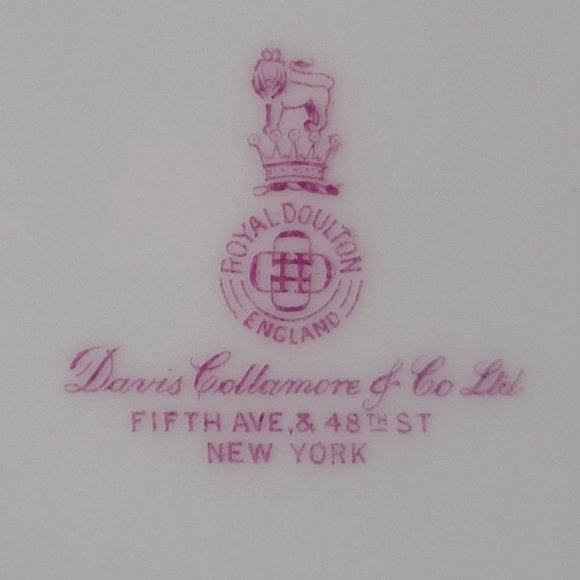 ROYAL DOULTON
ENGLAND
Davis Collamore & Co Ltd
FIFTH AVE, & 48TH ST
NEW YORK